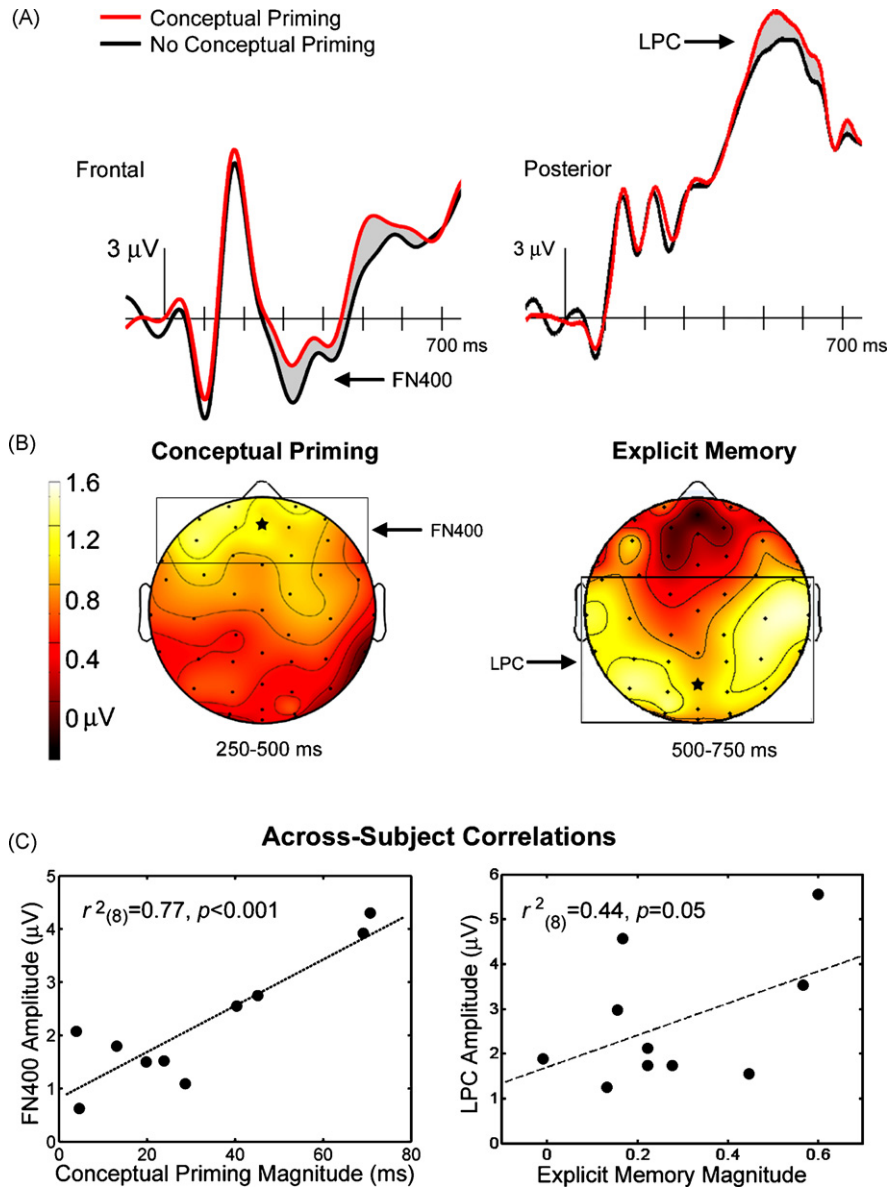 (A)
Conceptual Priming
No Conceptual Priming
LPC
Frontal
Posterior
3 μV
3 μV
700 ms
700 ms
FN400
(B)
Conceptual Priming
Explicit Memory
1.6
1.2
0.8
0.4
0 μV
FN400
LPC
250-500 ms
500-750 ms
(C)
Across-Subject Correlations
r²(8)=0.77, p<0.001
FN400 Amplitude (μV)
5
4
3
2
1
0
0 20 40 60 80
Conceptual Priming Magnitude (ms)
r²(8)=0.44, p=0.05
LPC Amplitude (μV)
6
5
4
3
2
1
0
0 0.2 0.4 0.6
Explicit Memory Magnitude